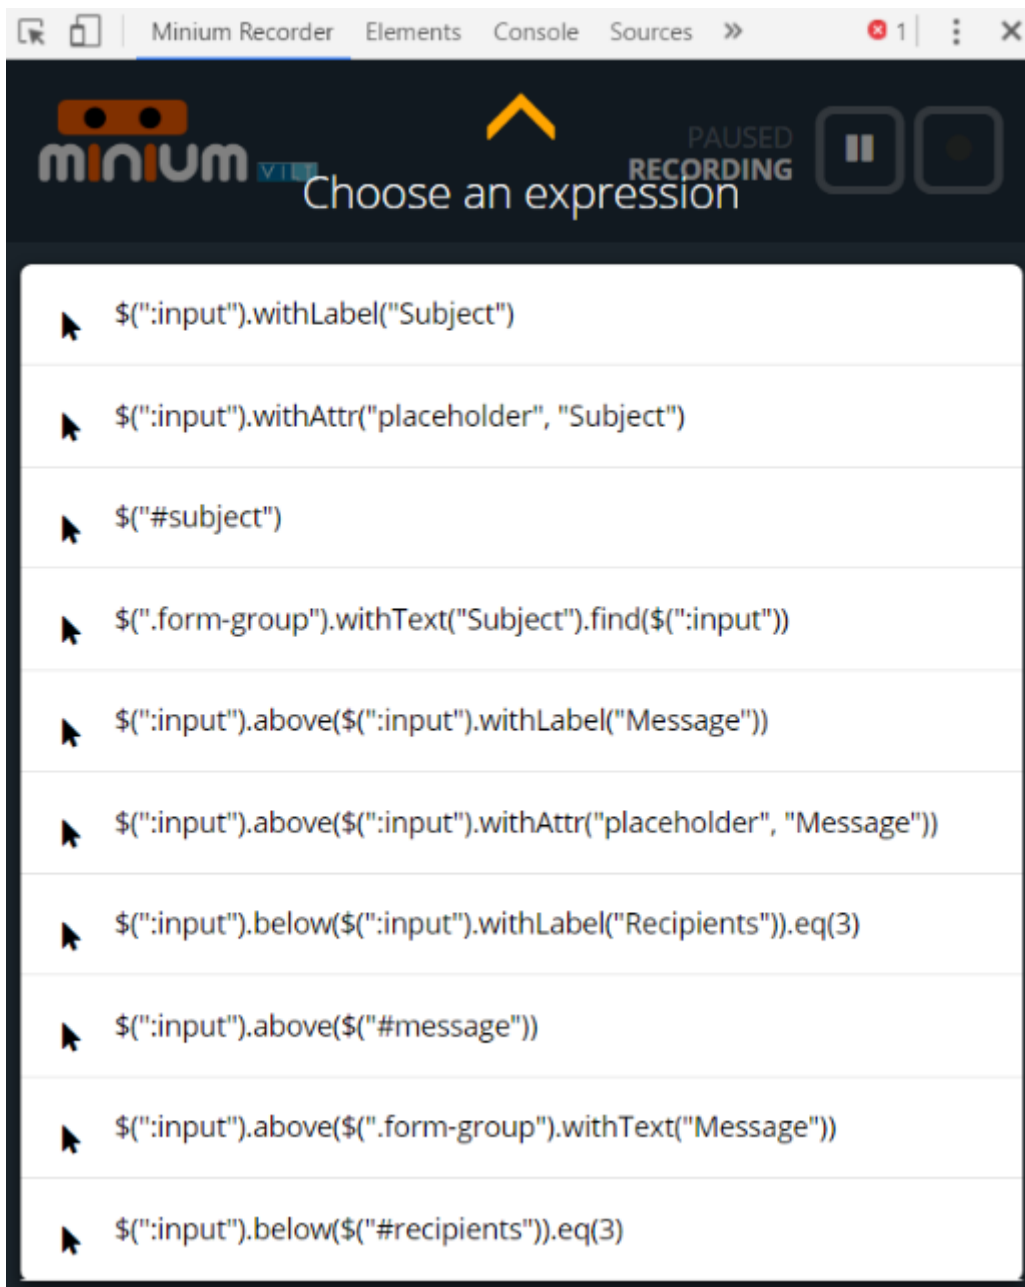 Minium Recorder Elements Console Sources » 1
minium VILT
PAUSED
RECORDING
Choose an expression
$(":input").withLabel("Subject")
$(":input").withAttr("placeholder", "Subject")
$("#subject")
$(".form-group").withText("Subject").find($(":input"))
$(":input").above($(":input").withLabel("Message"))
$(":input").above($(":input").withAttr("placeholder", "Message"))
$(":input").below($(":input").withLabel("Recipients")).eq(3)
$(":input").above($("#message"))
$(":input").above($(".form-group").withText("Message"))
$(":input").below($("#recipients")).eq(3)